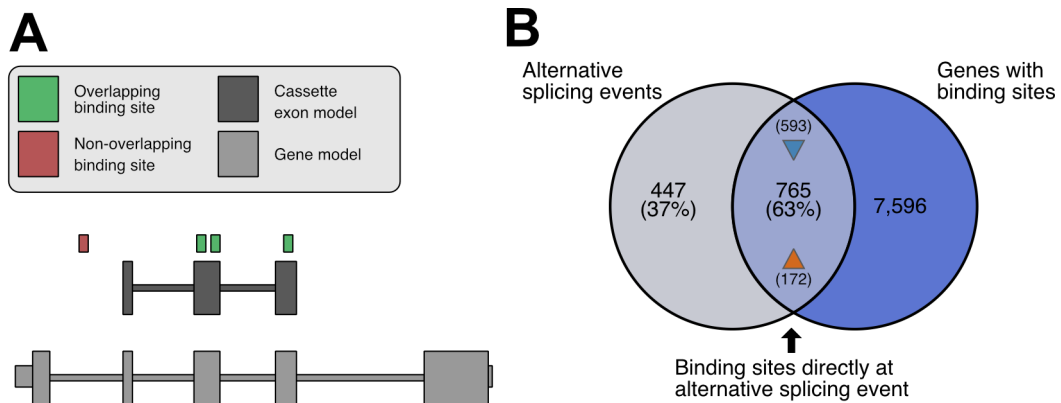 A
Overlapping
binding site
Non-overlapping
binding site
Cassette
exon model
Gene model
B
Alternative
splicing events
Genes with
binding sites
(593)
447
(37%)
765
(63%)
7,596
(172)
Binding sites directly at
alternative splicing event